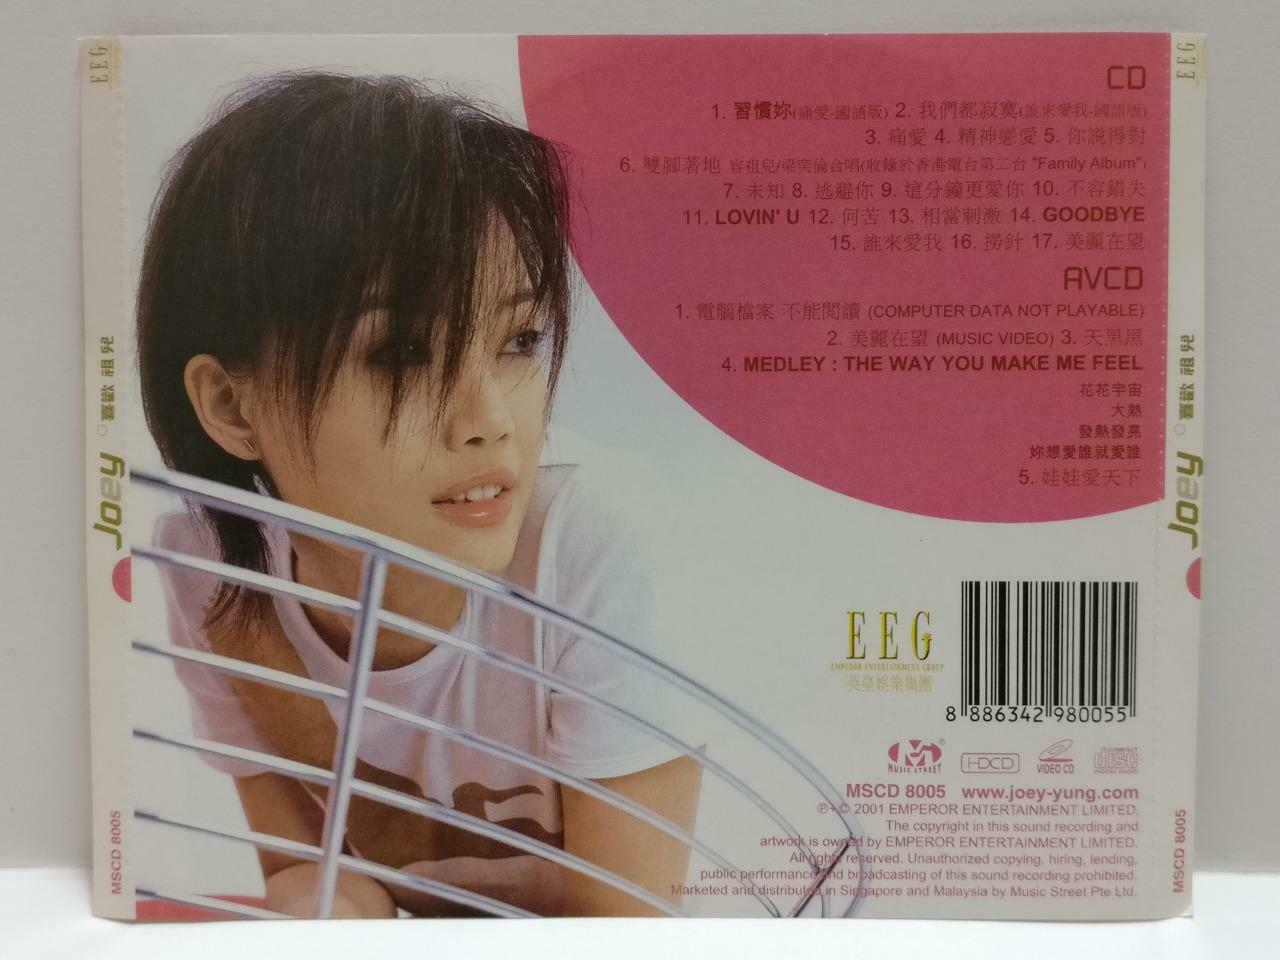 EEG
Joey 喜歡 祖兒
MSCD 8005
CD
1. 習慣妳(痛愛-國語版) 2. 我們都寂寞(誰來愛我-國語版)
3. 痛愛 4. 精神戀愛 5. 你說得對
6. 雙腳著地 容祖兒/梁奕倫合唱(收錄於香港電台第二台 "Family Album")
7. 未知 8. 逃避你 9. 這分鐘更愛你 10. 不容錯失
11. LOVIN' U 12. 何苦 13. 相當刺激 14. GOODBYE
15. 誰來愛我 16. 撈針 17. 美麗在望
AVCD
1. 電腦檔案 不能閱讀 (COMPUTER DATA NOT PLAYABLE)
2. 美麗在望 (MUSIC VIDEO) 3. 天黑黑
4. MEDLEY : THE WAY YOU MAKE ME FEEL
花花宇宙
大熱
發熱發亮
妳想愛誰就愛誰
5. 娃娃愛天下
EEG
EMPEROR ENTERTAINMENT GROUP
英皇娛樂集團
8 886342 980055
MUSIC STREET ® HDCD VIDEO CD COMPACT disc DIGITAL AUDIO
MSCD 8005 www.joey-yung.com
℗+© 2001 EMPEROR ENTERTAINMENT LIMITED.
The copyright in this sound recording and
artwork is owned by EMPEROR ENTERTAINMENT LIMITED.
All rights reserved. Unauthorized copying, hiring, lending,
public performance and broadcasting of this sound recording prohibited.
Marketed and distributed in Singapore and Malaysia by Music Street Pte Ltd.
EEG
Joey 喜歡 祖兒
MSCD 8005